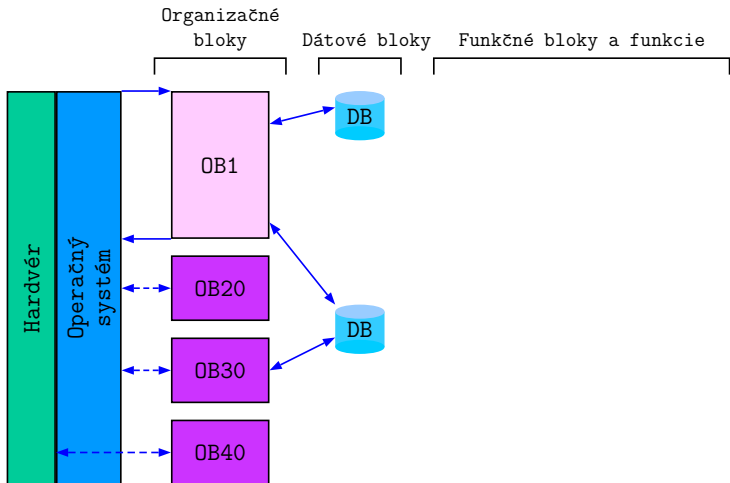 Organizačné
bloky
Dátové bloky
Funkčné bloky a funkcie
Hardvér
Operačný
systém
OB1
OB20
OB30
OB40
DB
DB